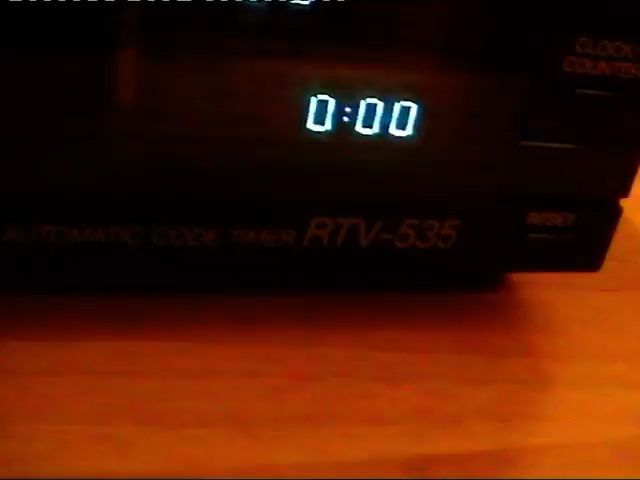 CLOCK
COUNTER
0:00
RESET
AUTOMATIC CODE TIMER RTV-535